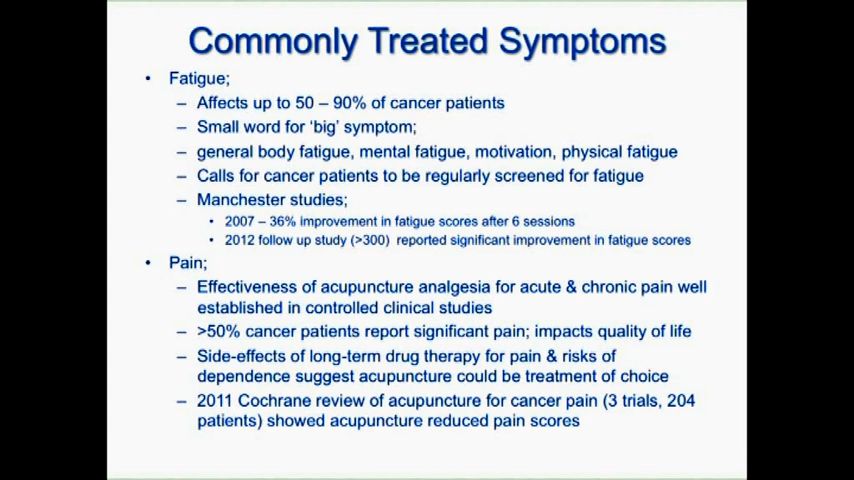 Commonly Treated Symptoms
• Fatigue;
– Affects up to 50 – 90% of cancer patients
– Small word for 'big' symptom;
– general body fatigue, mental fatigue, motivation, physical fatigue
– Calls for cancer patients to be regularly screened for fatigue
– Manchester studies;
• 2007 – 36% improvement in fatigue scores after 6 sessions
• 2012 follow up study (>300) reported significant improvement in fatigue scores
• Pain;
– Effectiveness of acupuncture analgesia for acute & chronic pain well
established in controlled clinical studies
– >50% cancer patients report significant pain; impacts quality of life
– Side-effects of long-term drug therapy for pain & risks of
dependence suggest acupuncture could be treatment of choice
– 2011 Cochrane review of acupuncture for cancer pain (3 trials, 204
patients) showed acupuncture reduced pain scores